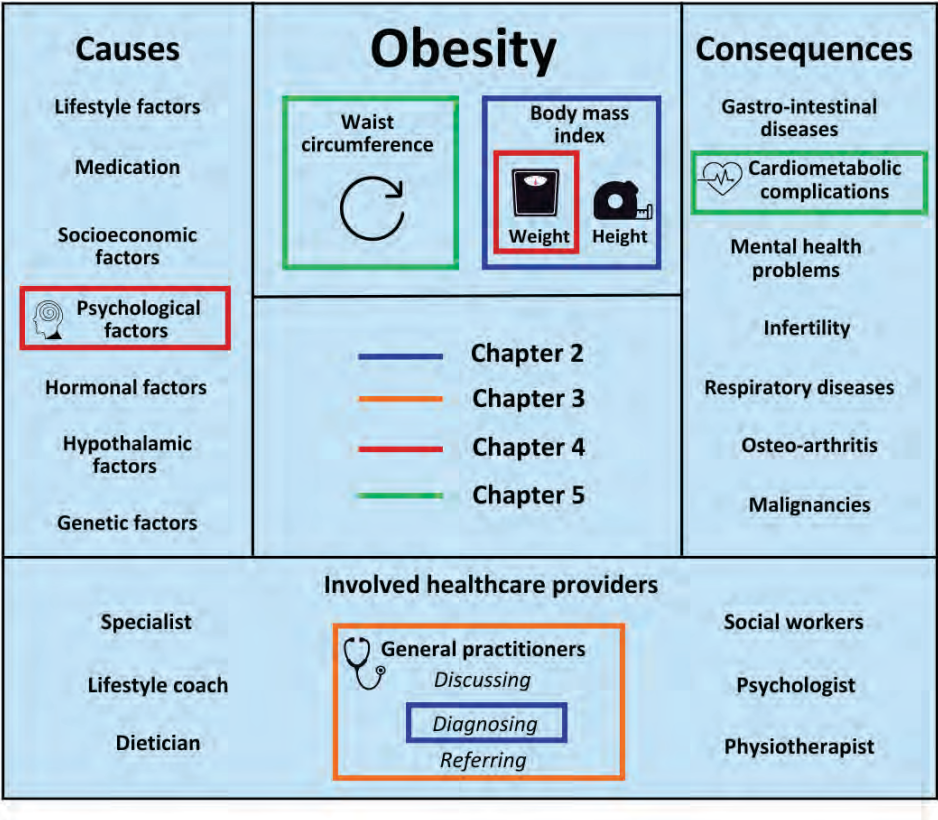 Causes
Lifestyle factors
Medication
Socioeconomic
factors
Psychological
factors
Hormonal factors
Hypothalamic
factors
Genetic factors
Obesity
Waist
circumference
Body mass
index
Weight
Height
Chapter 2
Chapter 3
Chapter 4
Chapter 5
Consequences
Gastro-intestinal
diseases
Cardiometabolic
complications
Mental health
problems
Infertility
Respiratory diseases
Osteo-arthritis
Malignancies
Involved healthcare providers
Specialist
Lifestyle coach
Dietician
General practitioners
Discussing
Diagnosing
Referring
Social workers
Psychologist
Physiotherapist